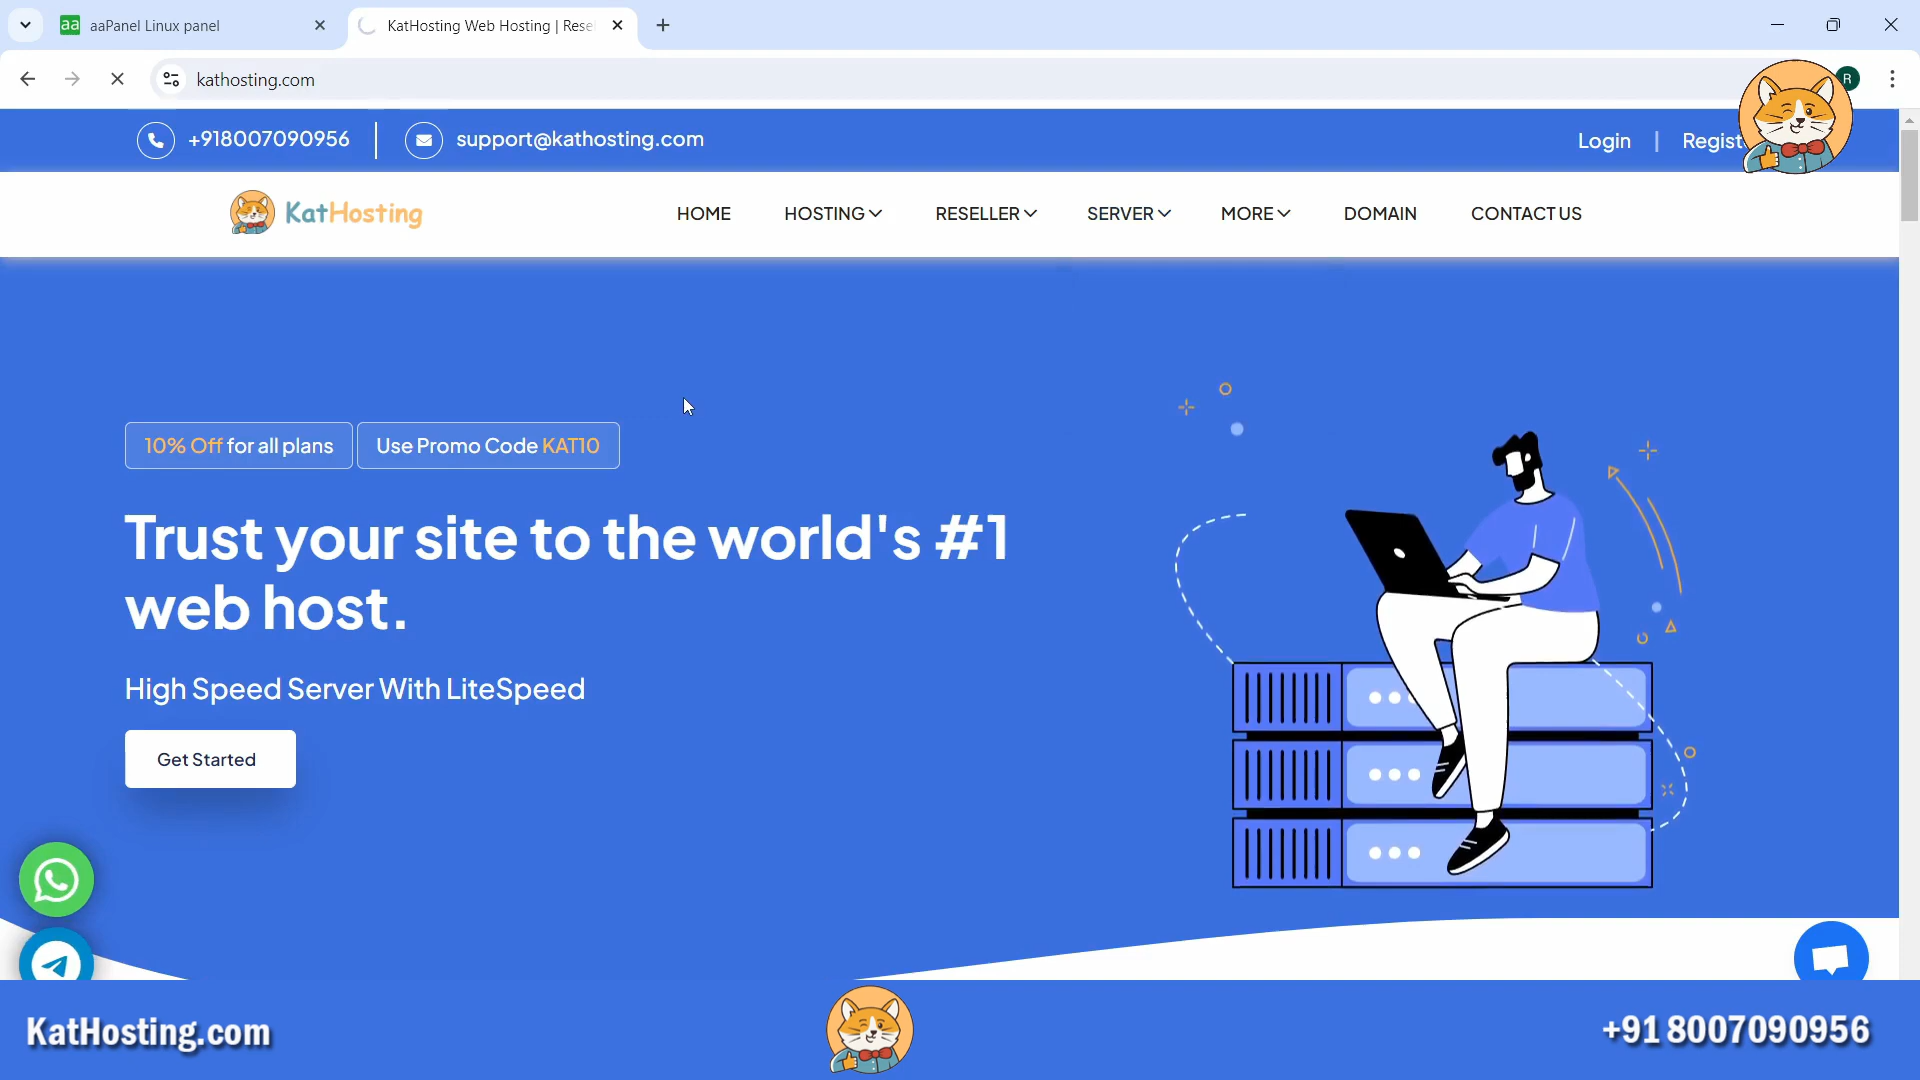 aa aaPanel Linux panel
KatHosting Web Hosting | Rese
kathosting.com
R
+918007090956
support@kathosting.com
Login | Regist
KatHosting
HOME HOSTING RESELLER SERVER MORE DOMAIN CONTACT US
10% Off for all plans
Use Promo Code KAT10
Trust your site to the world's #1
web host.
High Speed Server With LiteSpeed
Get Started
KatHosting.com
+91 8007090956